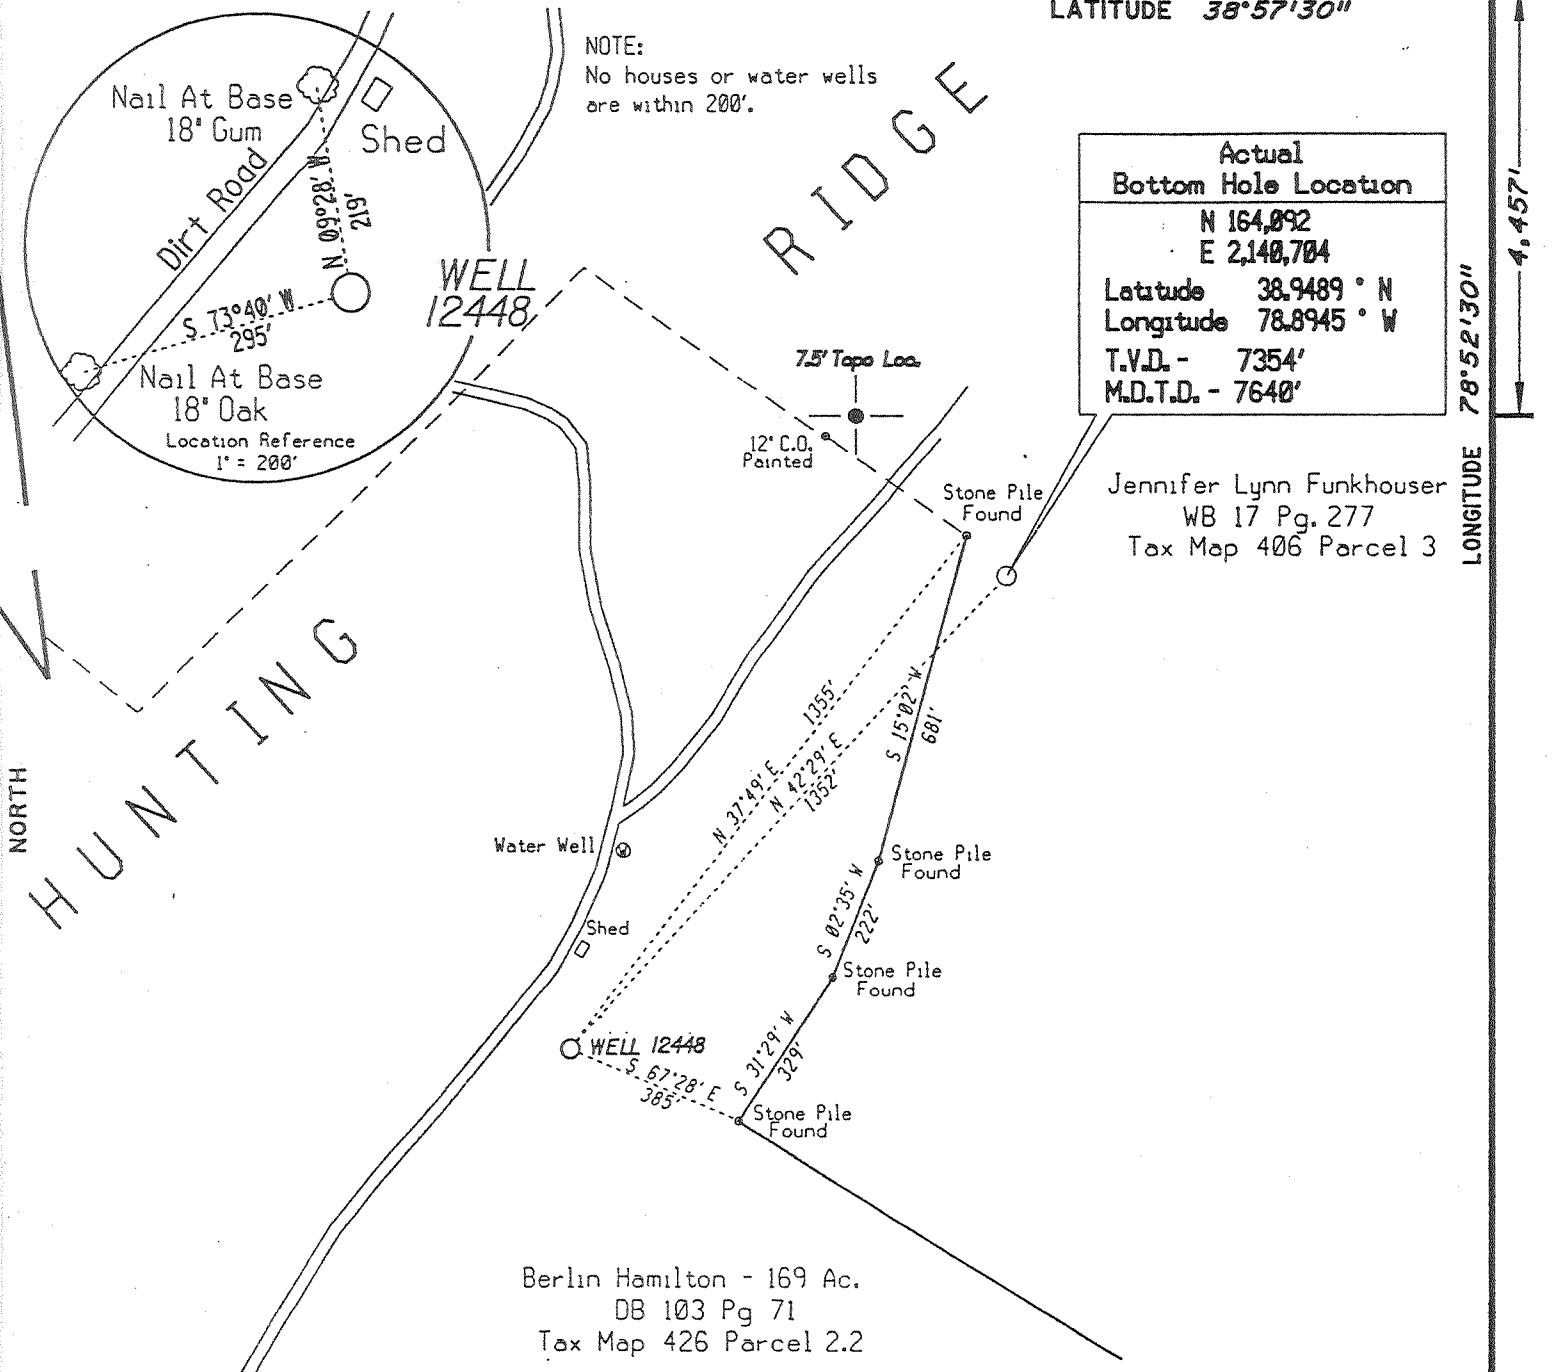 LATITUDE 38°57'30"
NOTE:
No houses or water wells
are within 200'.
Nail At Base
18" Gum
Shed
Dirt Road
N 09°28' W
219'
WELL
12448
S 73°40' W
295'
Nail At Base
18" Oak
Location Reference
1" = 200'
RIDGE
Actual
Bottom Hole Location
N 164,092
E 2,140,704
Latitude 38.9489 ° N
Longitude 78.8945 ° W
T.V.D. - 7354'
M.D.T.D. - 7640'
4,457'
LONGITUDE 78°52'30"
7.5' Topo Loc.
12" C.O.
Painted
Stone Pile
Found
Jennifer Lynn Funkhouser
WB 17 Pg. 277
Tax Map 406 Parcel 3
HUNTING
NORTH
1355'
N 37°49' E
N 42°29' E
1352'
S 15°02' W
681'
Water Well
W
Stone Pile
Found
S 02°35' W
222'
Shed
Stone Pile
Found
WELL 12448
S 67°28' E
385'
S 31°29' W
329'
Stone Pile
Found
Berlin Hamilton - 169 Ac.
DB 103 Pg 71
Tax Map 426 Parcel 2.2